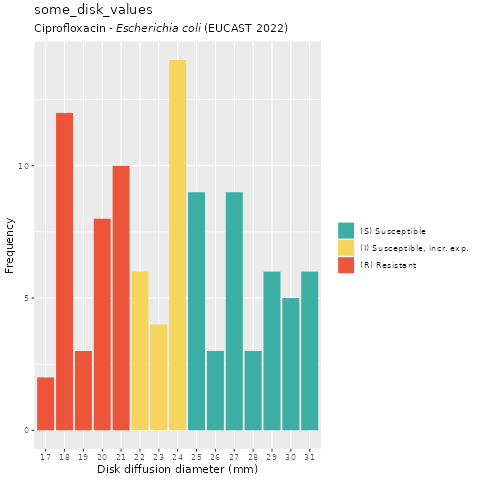 some_disk_values
Ciprofloxacin - Escherichia coli (EUCAST 2022)
Frequency
10
5
0
17 18 19 20 21 22 23 24 25 26 27 28 29 30 31
Disk diffusion diameter (mm)
(S) Susceptible
(I) Susceptible, incr. exp.
(R) Resistant